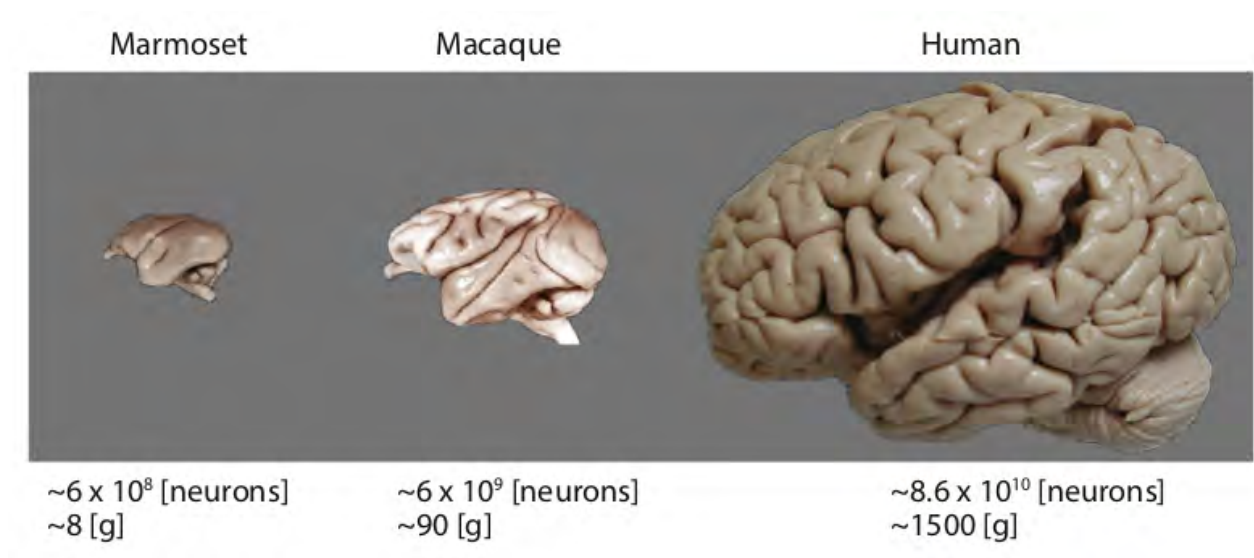 Marmoset
Macaque
Human
~6 x 10⁸ [neurons]
~8 [g]
~6 x 10⁹ [neurons]
~90 [g]
~8.6 x 10¹⁰ [neurons]
~1500 [g]